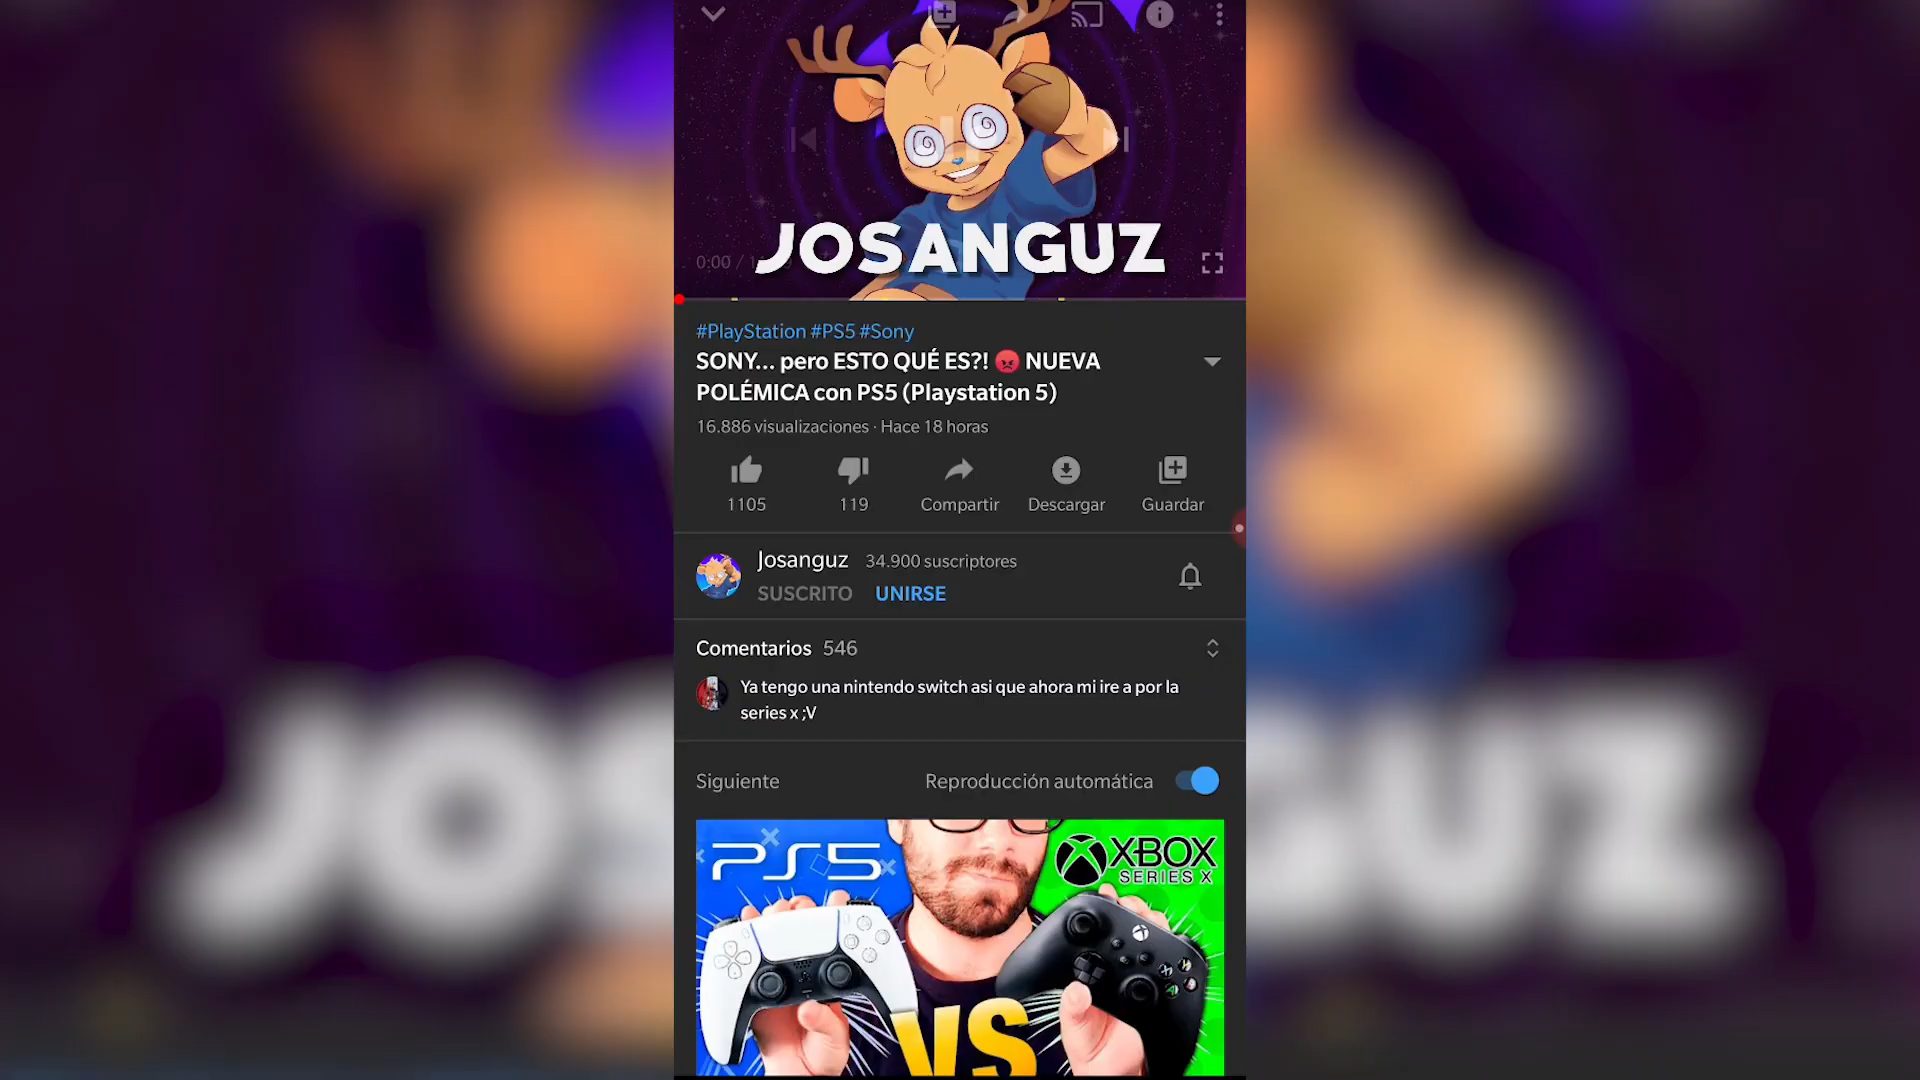 JOSANGUZ
0:00 /
#PlayStation #PS5 #Sony
SONY... pero ESTO QUÉ ES?! 😡 NUEVA
POLÉMICA con PS5 (Playstation 5)
16.886 visualizaciones · Hace 18 horas
1105
119
Compartir
Descargar
Guardar
Josanguz 34.900 suscriptores
SUSCRITO UNIRSE
Comentarios 546
Ya tengo una nintendo switch asi que ahora mi ire a por la
series x ;V
Siguiente
Reproducción automática
PS5
XBOX
SERIES X
VS